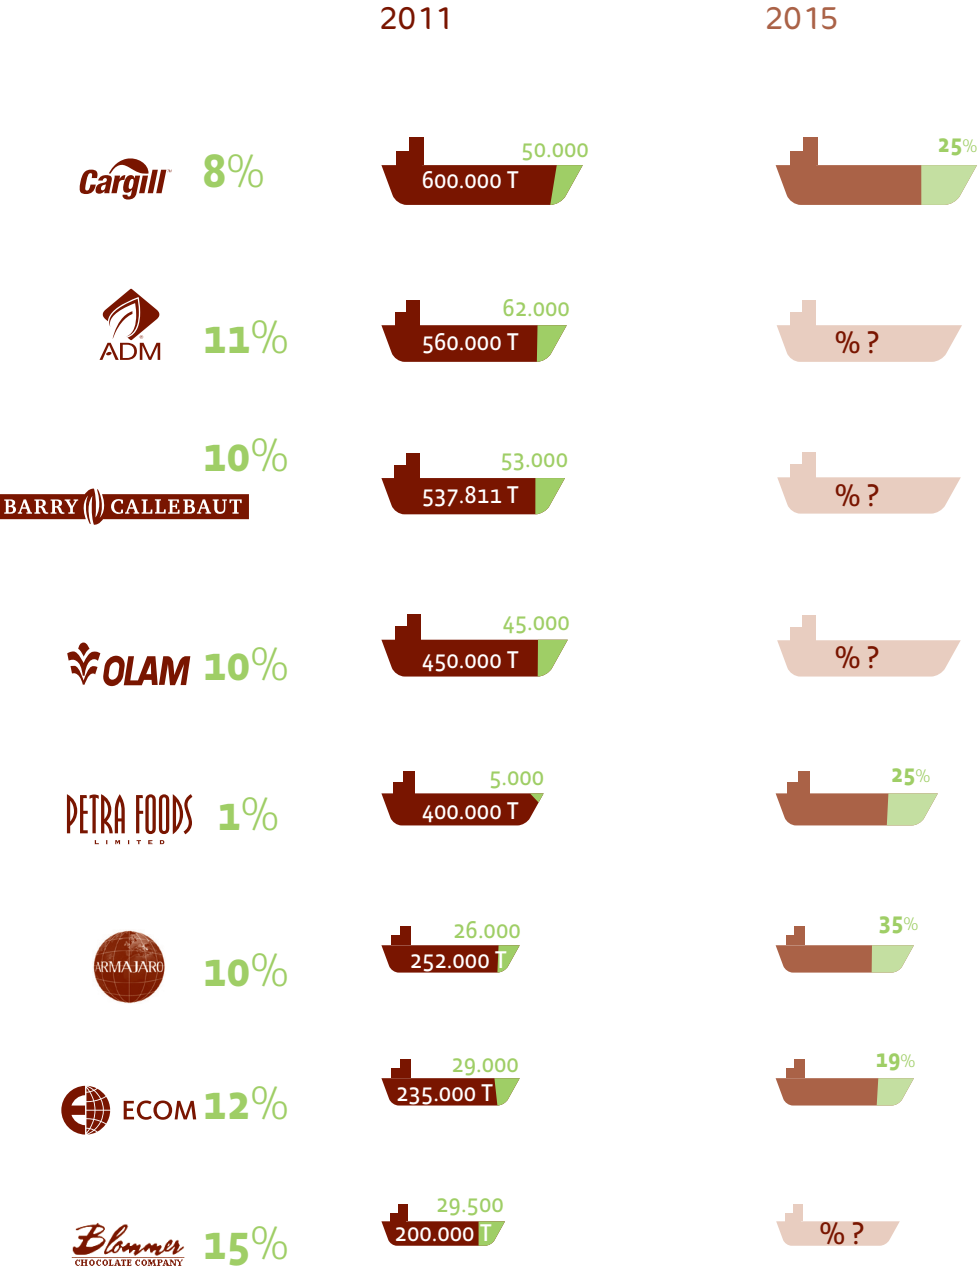 2011 2015
Cargill™ 8% 50.000 600.000 T 25%
ADM® 11% 62.000 560.000 T % ?
10% 53.000
BARRY CALLEBAUT 537.811 T % ?
OLAM 10% 45.000 450.000 T % ?
PETRA FOODS 1% 5.000 400.000 T 25%
LIMITED
ARMAJARO 10% 26.000 252.000 T 35%
ECOM 12% 29.000 235.000 T 19%
Blommer 15% 29.500 200.000 T % ?
CHOCOLATE COMPANY